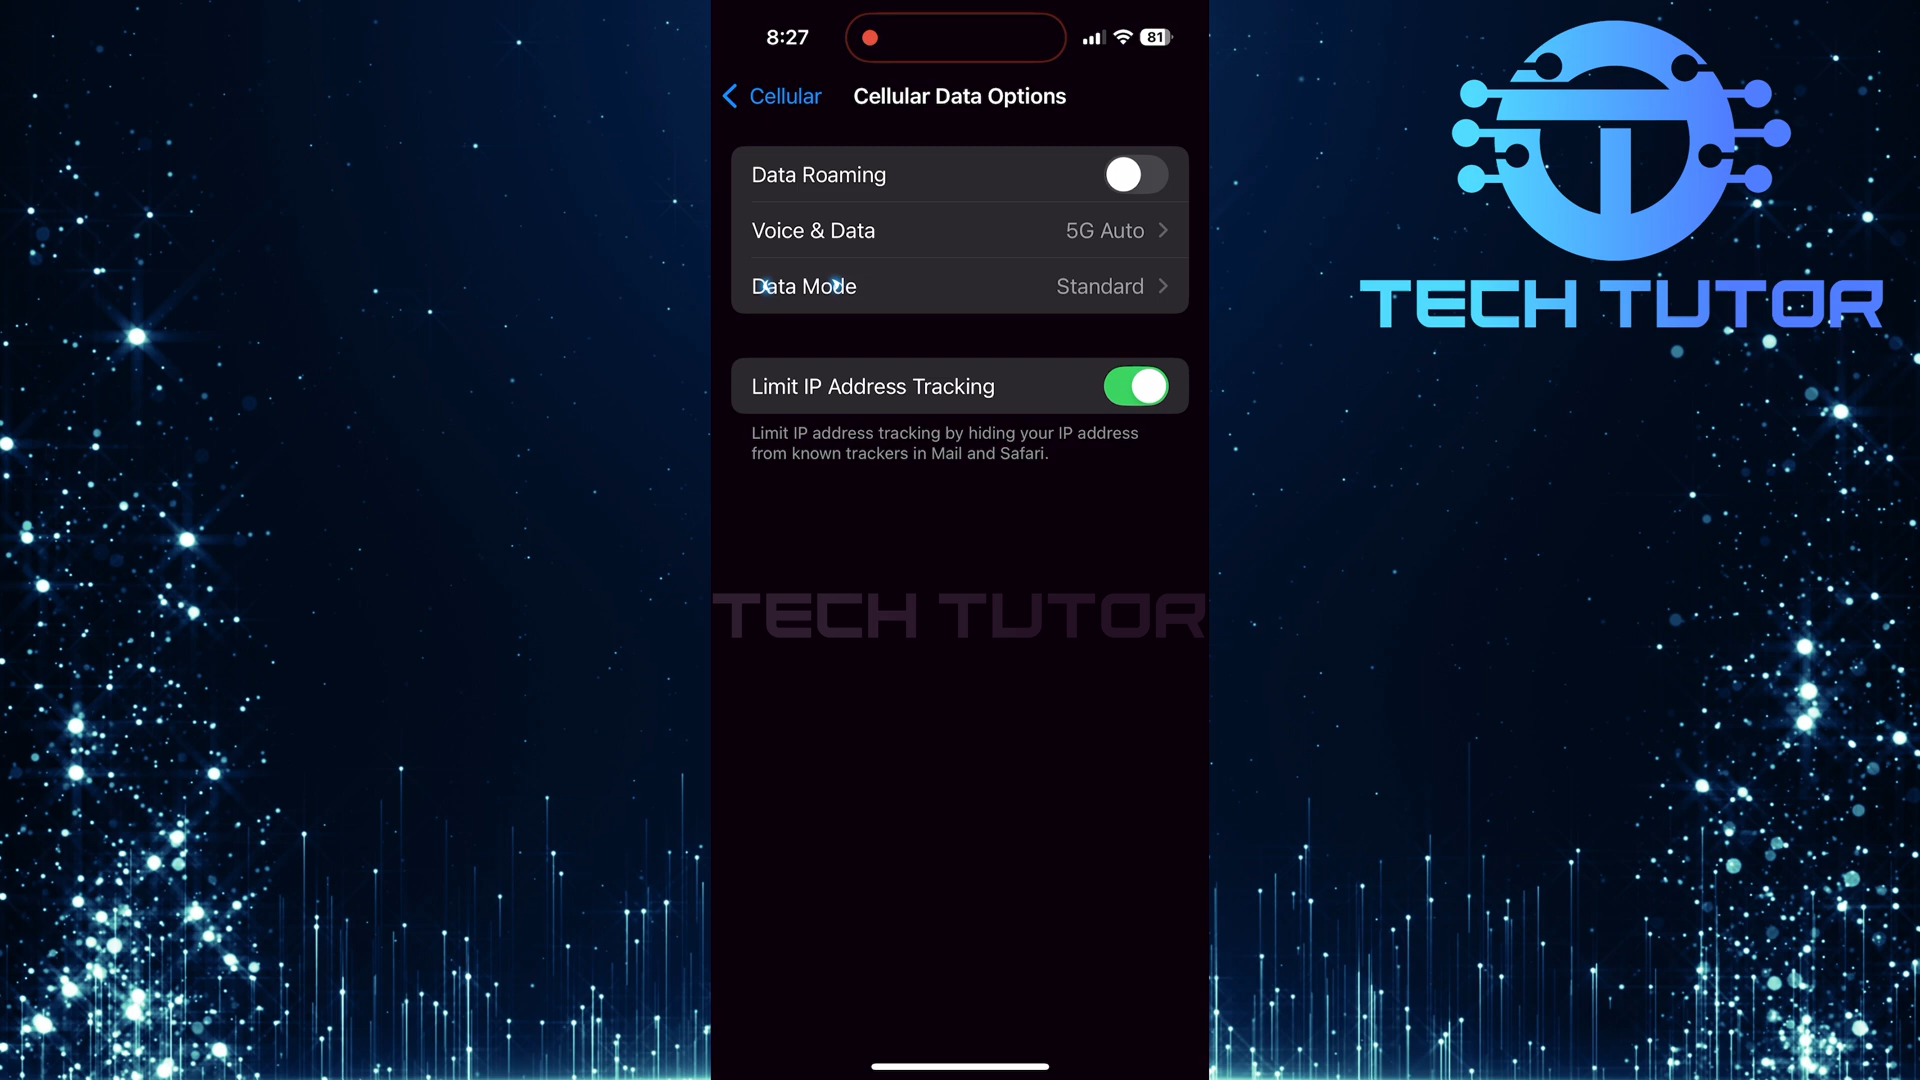 8:27
81
Cellular
Cellular Data Options
Data Roaming
Voice & Data
5G Auto
Data Mode
Standard
Limit IP Address Tracking
Limit IP address tracking by hiding your IP address
from known trackers in Mail and Safari.
TECH TUTOR
TECH TUTOR